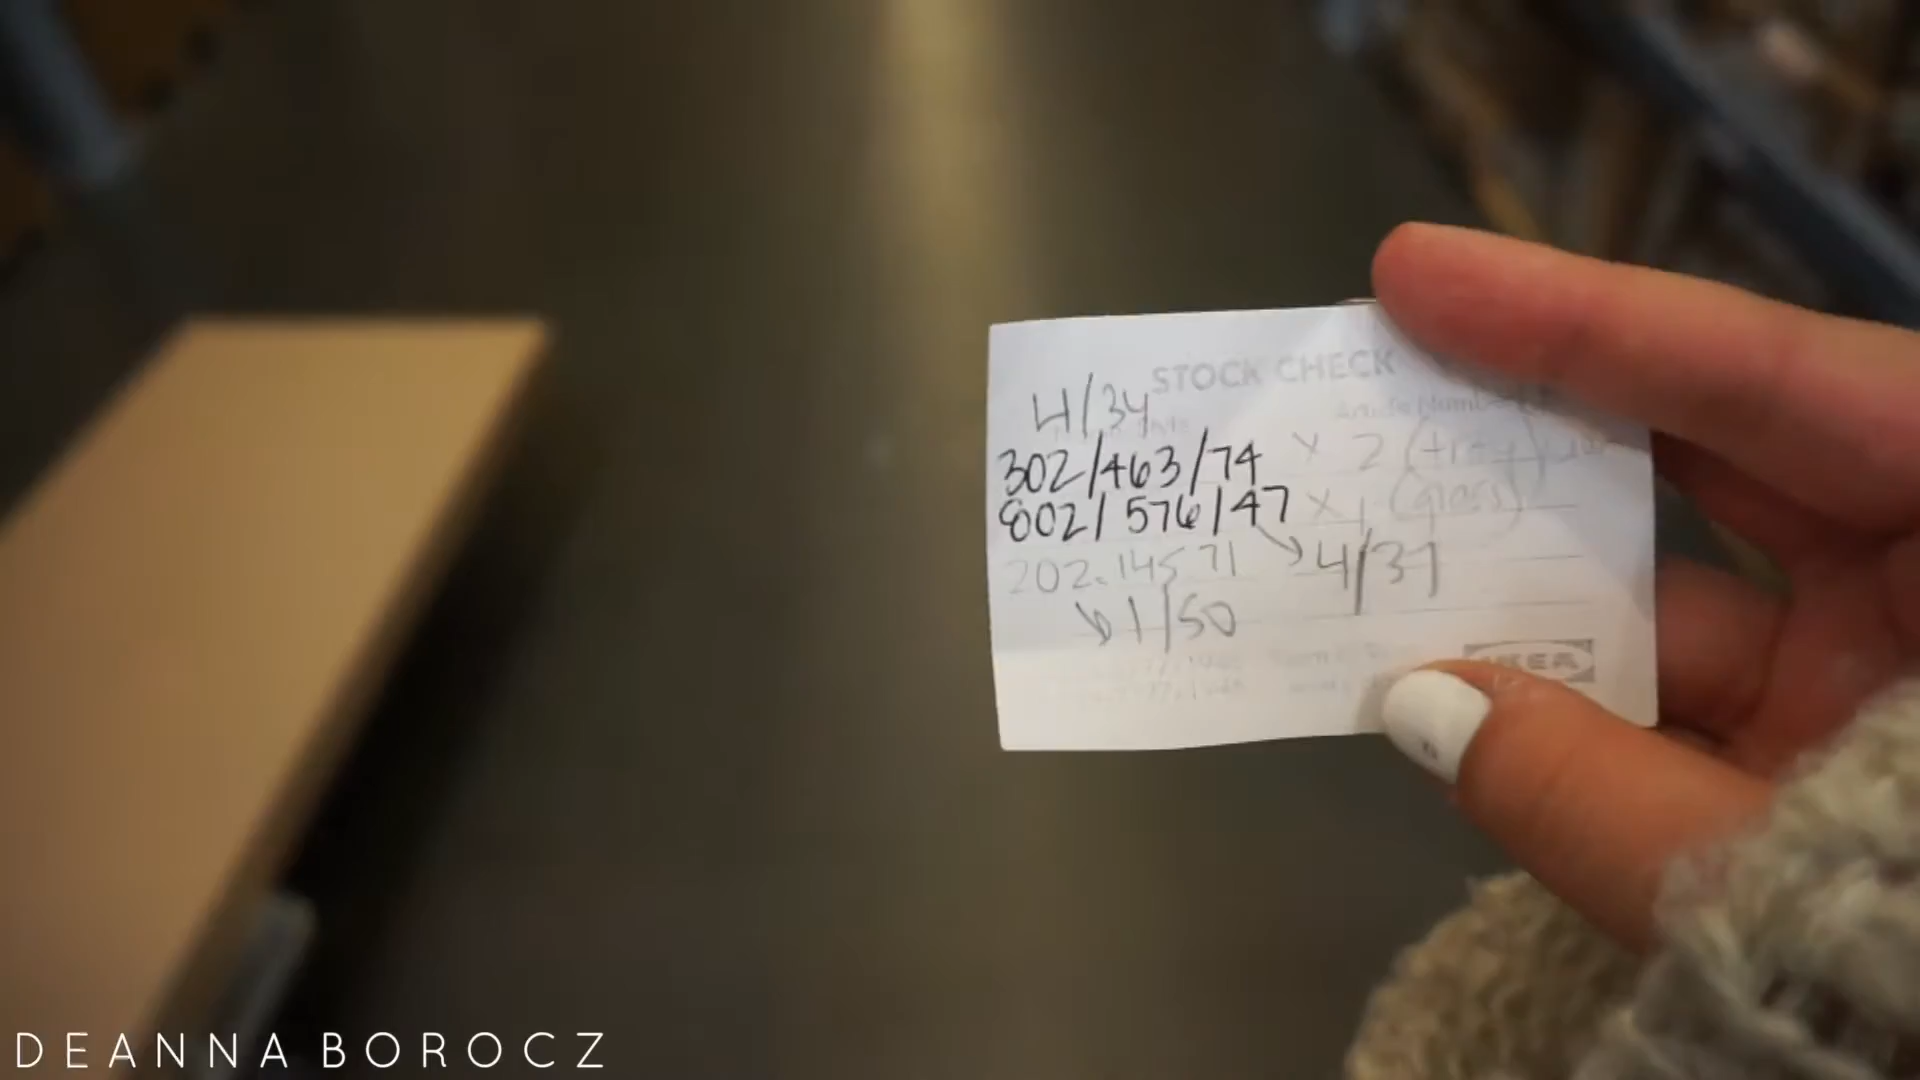 STOCK CHECK
4/34
302/463/74 x 2
802/576/47 x 1 (glass)
202.145 71
4/37
1/50
IKEA
DEANNA BOROCZ